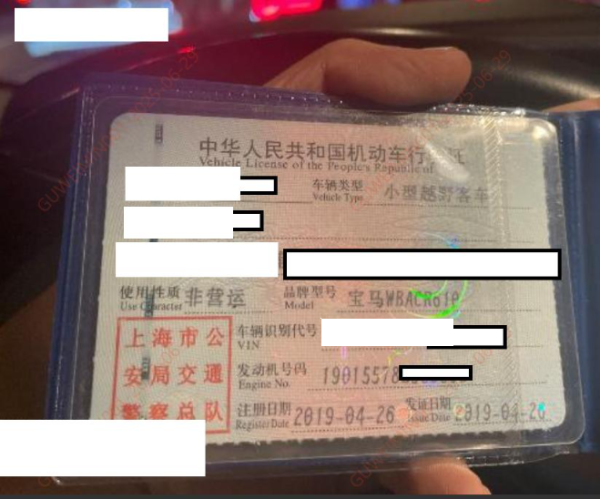 中华人民共和国机动车行
Vehicle License of the People's Republic of
车辆类型 小型越野客车
Vehicle Type
使用性质 非营运 品牌型号 宝马WBACR61
Use Character Model
上海市公 车辆识别代号
VIN
安局交通 发动机号码 1901557
Engine No.
警察总队 注册日期 2019-04-26 发证日期 2019-04-26
Register Date Issue Date